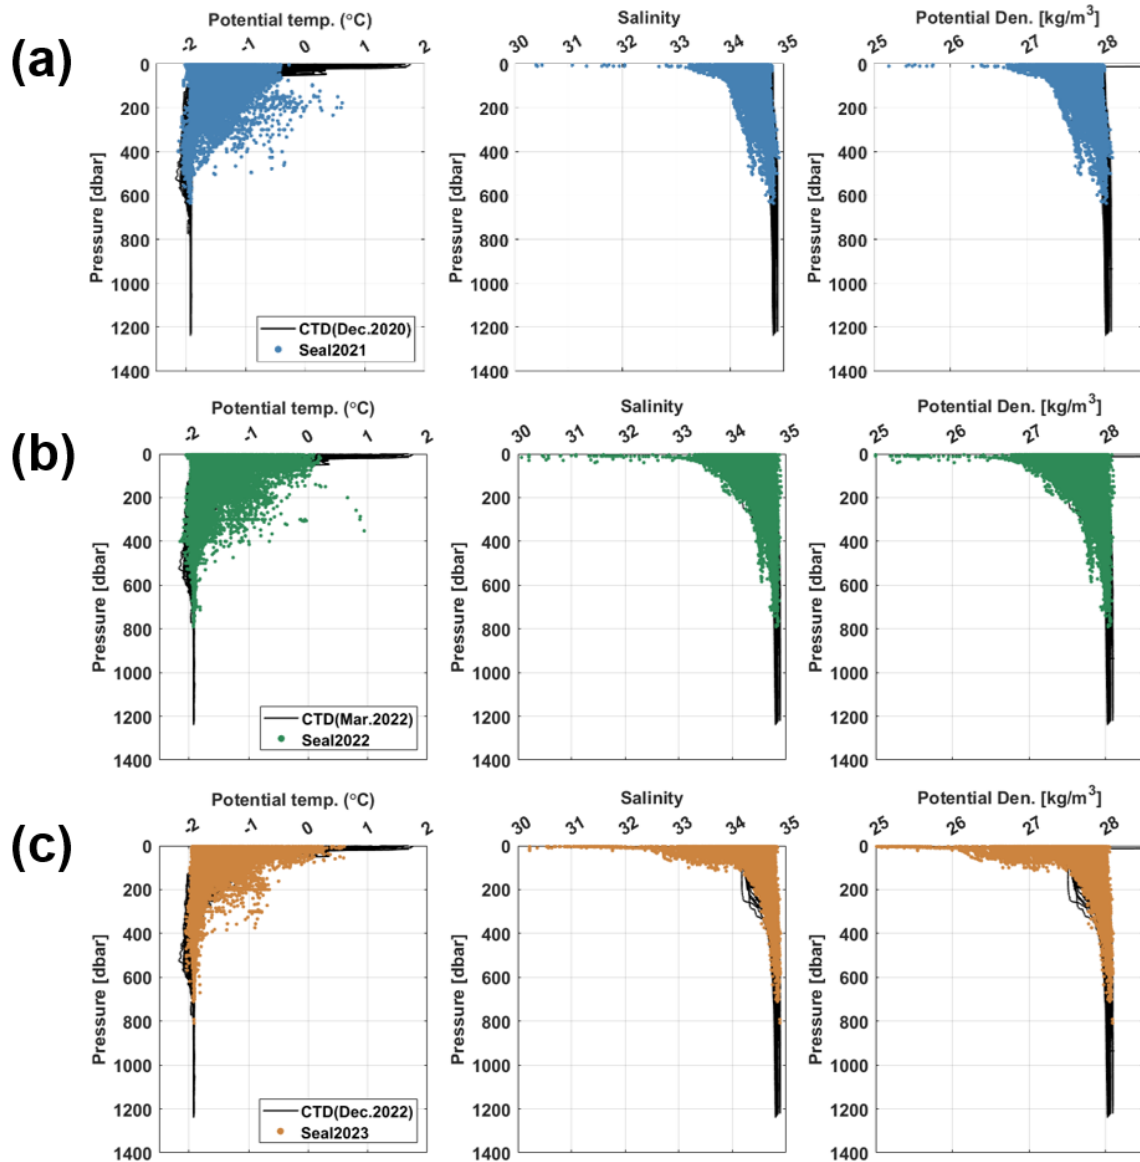 (a)
Potential temp. (°C)
-2 -1 0 1 2
Pressure [dbar]
0
200
400
600
800
1000
1200
1400
CTD(Dec.2020)
Seal2021
Salinity
30 31 32 33 34 35
Pressure [dbar]
0
200
400
600
800
1000
1200
1400
Potential Den. [kg/m³]
25 26 27 28
Pressure [dbar]
0
200
400
600
800
1000
1200
1400
(b)
Potential temp. (°C)
-2 -1 0 1 2
Pressure [dbar]
0
200
400
600
800
1000
1200
1400
CTD(Mar.2022)
Seal2022
Salinity
30 31 32 33 34 35
Pressure [dbar]
0
200
400
600
800
1000
1200
1400
Potential Den. [kg/m³]
25 26 27 28
Pressure [dbar]
0
200
400
600
800
1000
1200
1400
(c)
Potential temp. (°C)
-2 -1 0 1 2
Pressure [dbar]
0
200
400
600
800
1000
1200
1400
CTD(Dec.2022)
Seal2023
Salinity
30 31 32 33 34 35
Pressure [dbar]
0
200
400
600
800
1000
1200
1400
Potential Den. [kg/m³]
25 26 27 28
Pressure [dbar]
0
200
400
600
800
1000
1200
1400